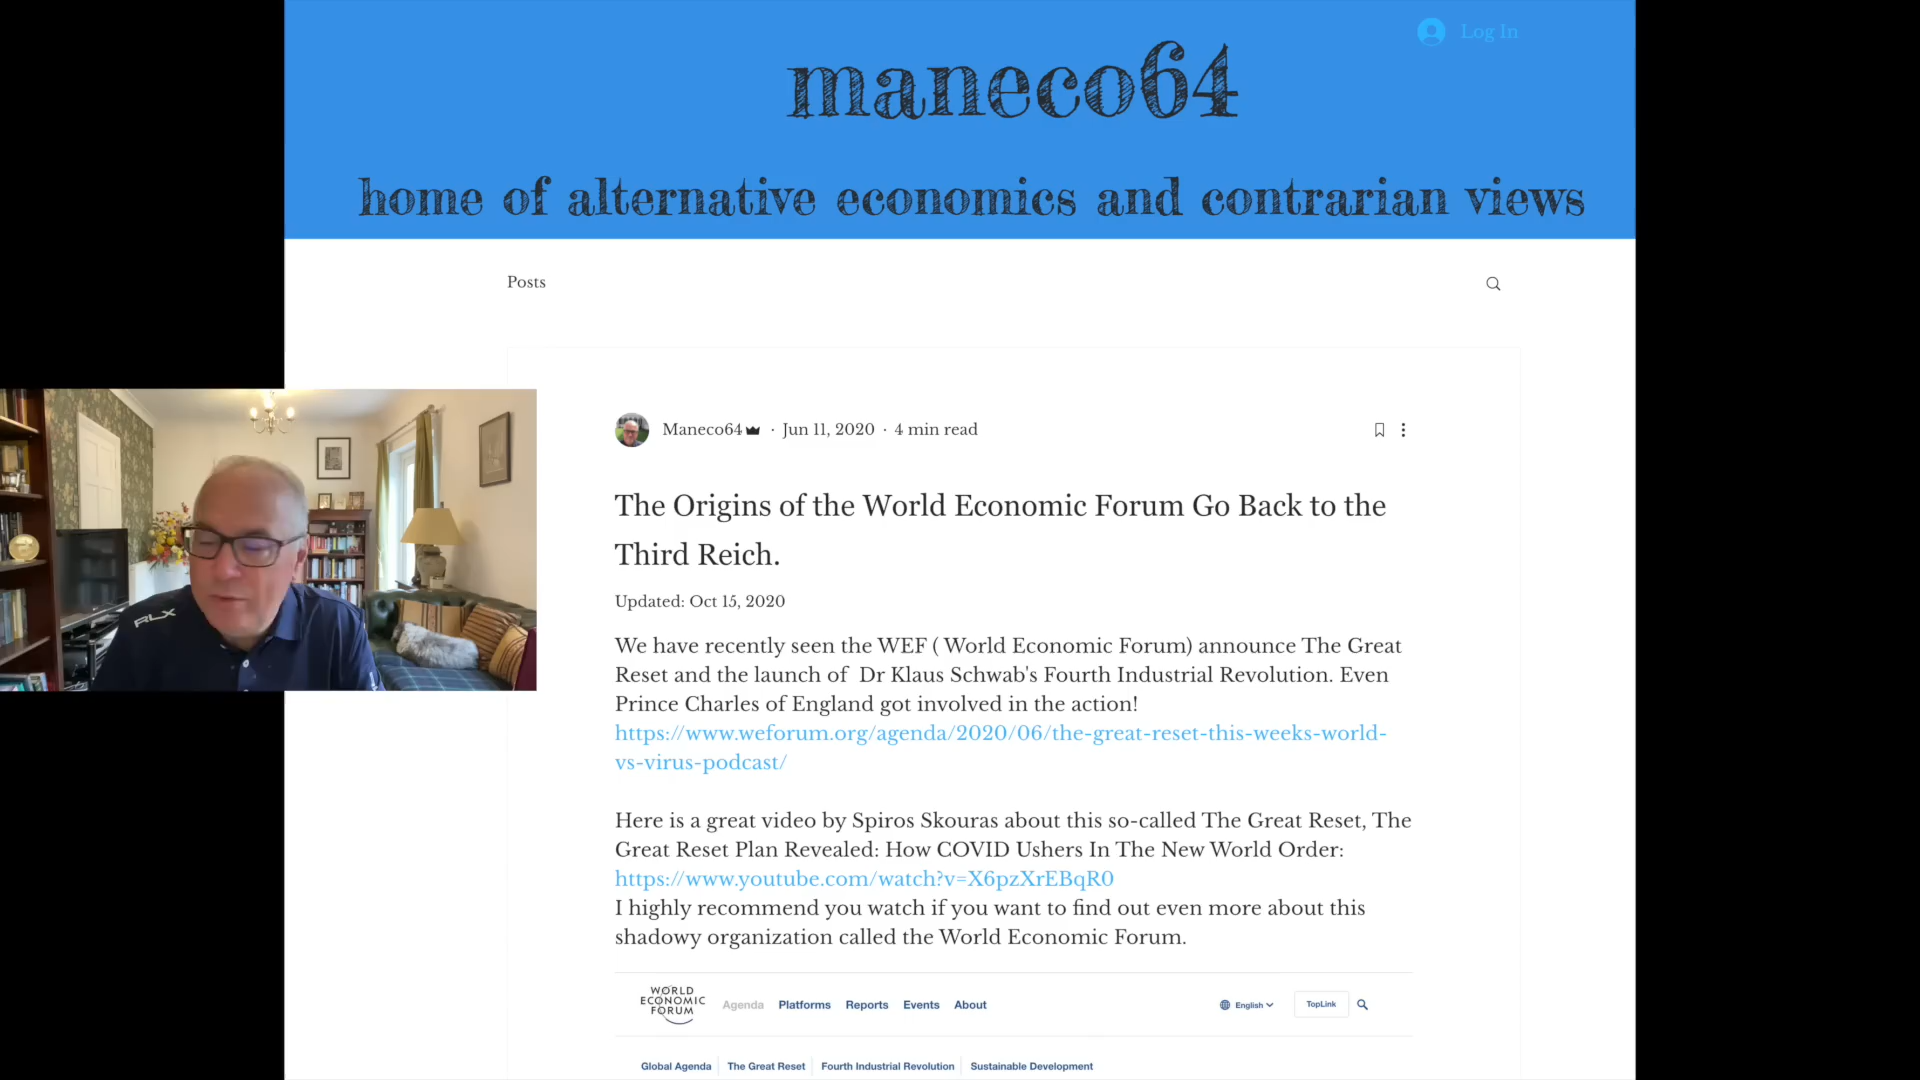 Log In
maneco64
home of alternative economics and contrarian views
Posts
Maneco64 · Jun 11, 2020 · 4 min read
The Origins of the World Economic Forum Go Back to the
Third Reich.
Updated: Oct 15, 2020
We have recently seen the WEF ( World Economic Forum) announce The Great
Reset and the launch of Dr Klaus Schwab's Fourth Industrial Revolution. Even
Prince Charles of England got involved in the action!
https://www.weforum.org/agenda/2020/06/the-great-reset-this-weeks-world-
vs-virus-podcast/
Here is a great video by Spiros Skouras about this so-called The Great Reset, The
Great Reset Plan Revealed: How COVID Ushers In The New World Order:
https://www.youtube.com/watch?v=X6pzXrEBqR0
I highly recommend you watch if you want to find out even more about this
shadowy organization called the World Economic Forum.
WORLD
ECONOMIC
FORUM
Agenda Platforms Reports Events About English TopLink
Global Agenda The Great Reset Fourth Industrial Revolution Sustainable Development
RLX